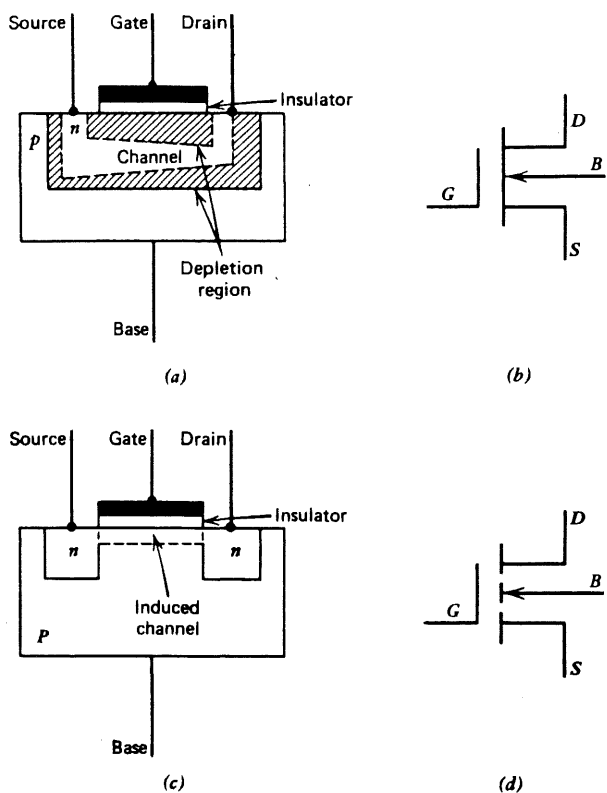 Source Gate Drain
Insulator
n
p
Channel
Depletion
region
Base
(a)
D
B
G
S
(b)
Source Gate Drain
Insulator
n n
Induced
channel
P
Base
(c)
D
B
G
S
(d)